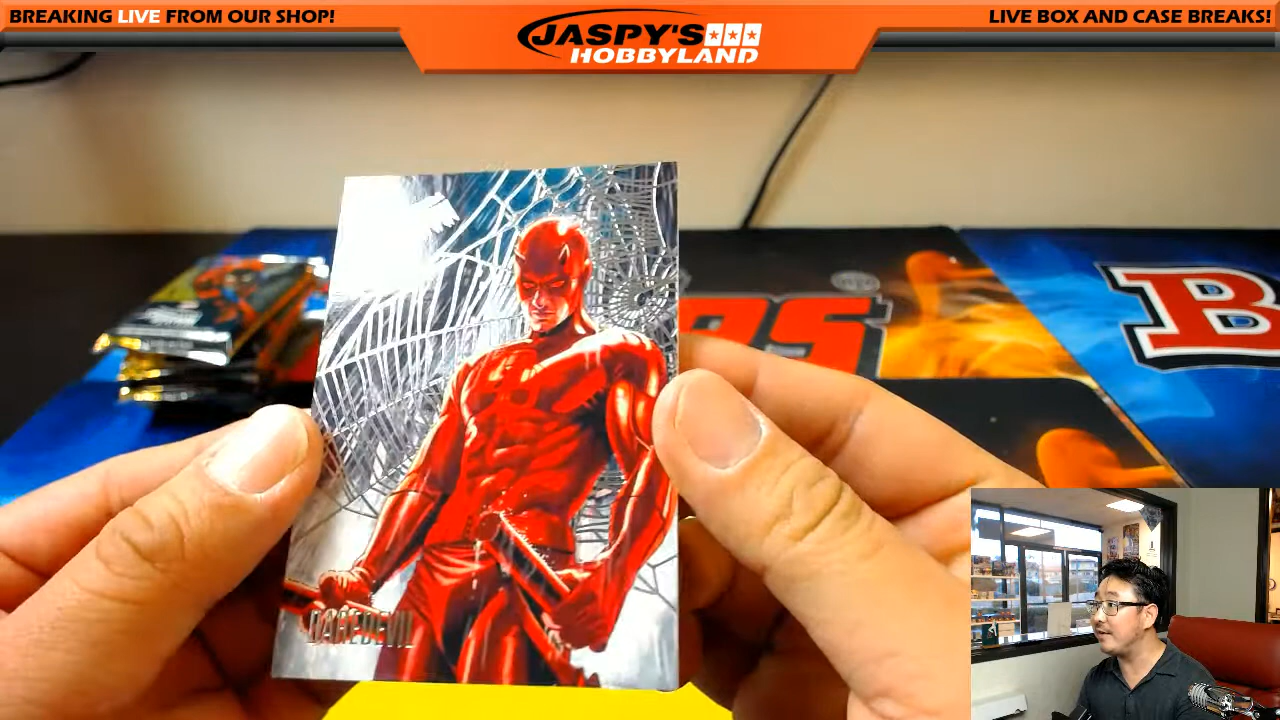 BREAKING LIVE FROM OUR SHOP!
JASPY'S
HOBBYLAND
LIVE BOX AND CASE BREAKS!
B
DAREDEVIL